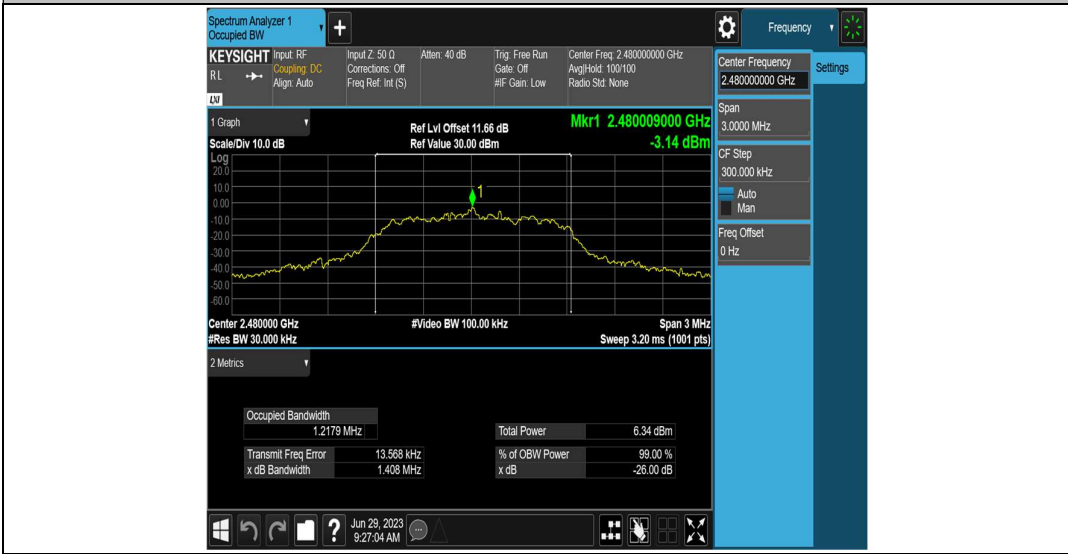 Spectrum Analyzer 1
Occupied BW
Frequency
KEYSIGHT
RL
LXI
Input: RF
Coupling: DC
Align: Auto
Input Z: 50 Ω
Corrections: Off
Freq Ref: Int (S)
Atten: 40 dB
Trig: Free Run
Gate: Off
#IF Gain: Low
Center Freq: 2.480000000 GHz
Avg|Hold: 100/100
Radio Std: None
Center Frequency
2.480000000 GHz
Settings
Span
3.0000 MHz
CF Step
300.000 kHz
Auto
Man
Freq Offset
0 Hz
1 Graph
Scale/Div 10.0 dB
Ref Lvl Offset 11.66 dB
Ref Value 30.00 dBm
Mkr1 2.480009000 GHz
-3.14 dBm
Log
20.0
10.0
0.00
-10.0
-20.0
-30.0
-40.0
-50.0
-60.0
1
Center 2.480000 GHz
#Res BW 30.000 kHz
#Video BW 100.00 kHz
Span 3 MHz
Sweep 3.20 ms (1001 pts)
2 Metrics
Occupied Bandwidth
1.2179 MHz
Transmit Freq Error 13.568 kHz
x dB Bandwidth 1.408 MHz
Total Power 6.34 dBm
% of OBW Power 99.00 %
x dB -26.00 dB
?
Jun 29, 2023
9:27:04 AM